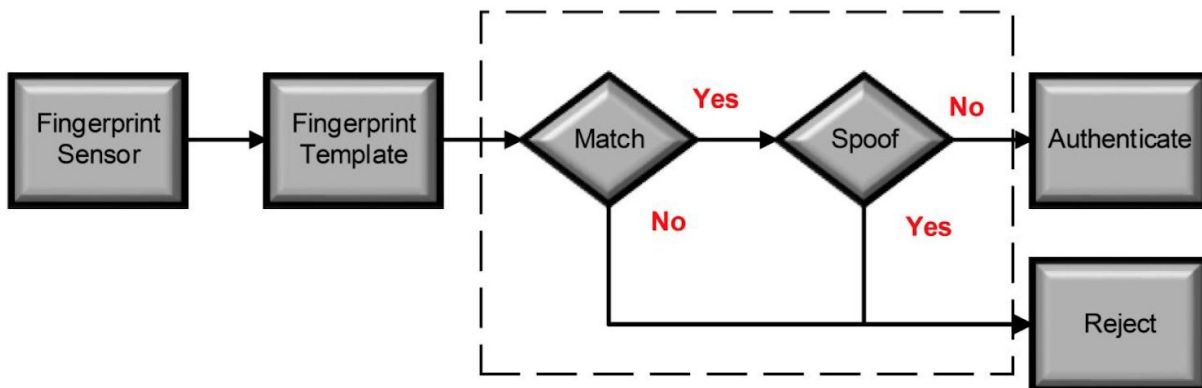 Fingerprint
Sensor
Fingerprint
Template
Match
Yes
Spoof
No
Authenticate
No
Yes
Reject